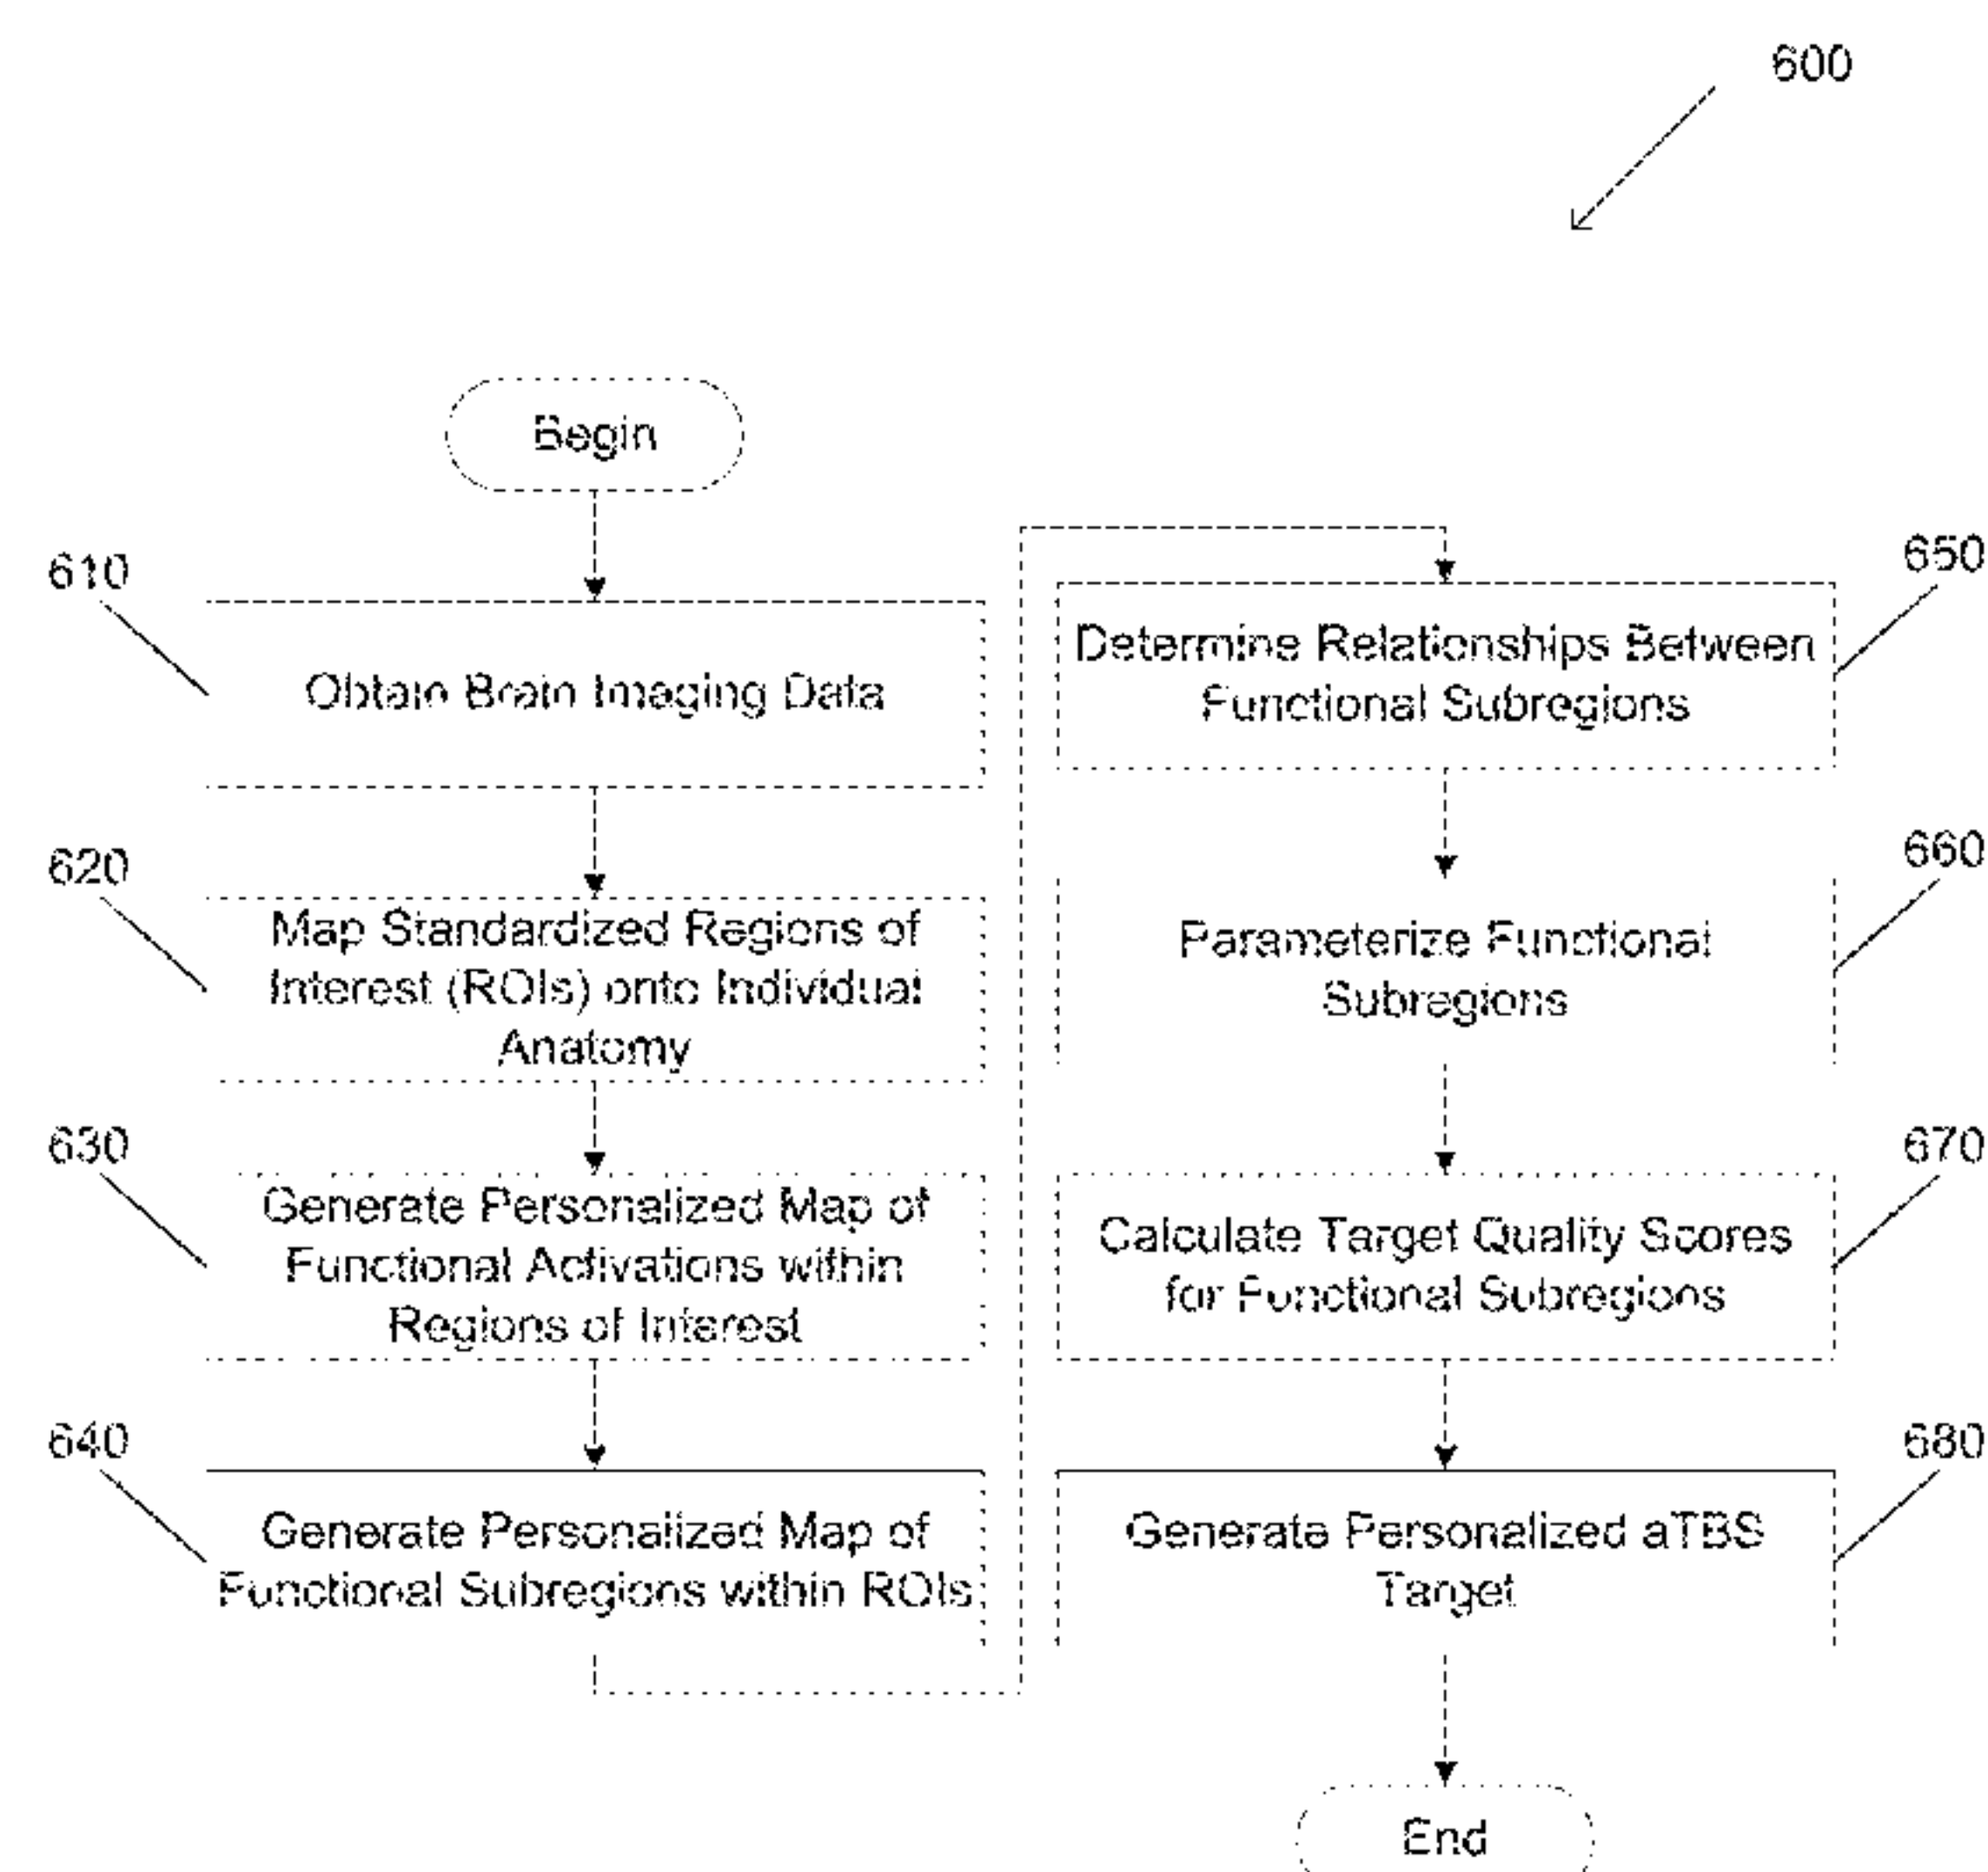 600
Begin
610
Obtain Brain Imaging Data
620
Map Standardized Regions of
Interest (ROIs) onto Individual
Anatomy
630
Generate Personalized Map of
Functional Activations within
Regions of Interest
640
Generate Personalized Map of
Functional Subregions within ROIs
650
Determine Relationships Between
Functional Subregions
660
Parameterize Functional
Subregions
670
Calculate Target Quality Scores
for Functional Subregions
680
Generate Personalized aTBS
Target
End